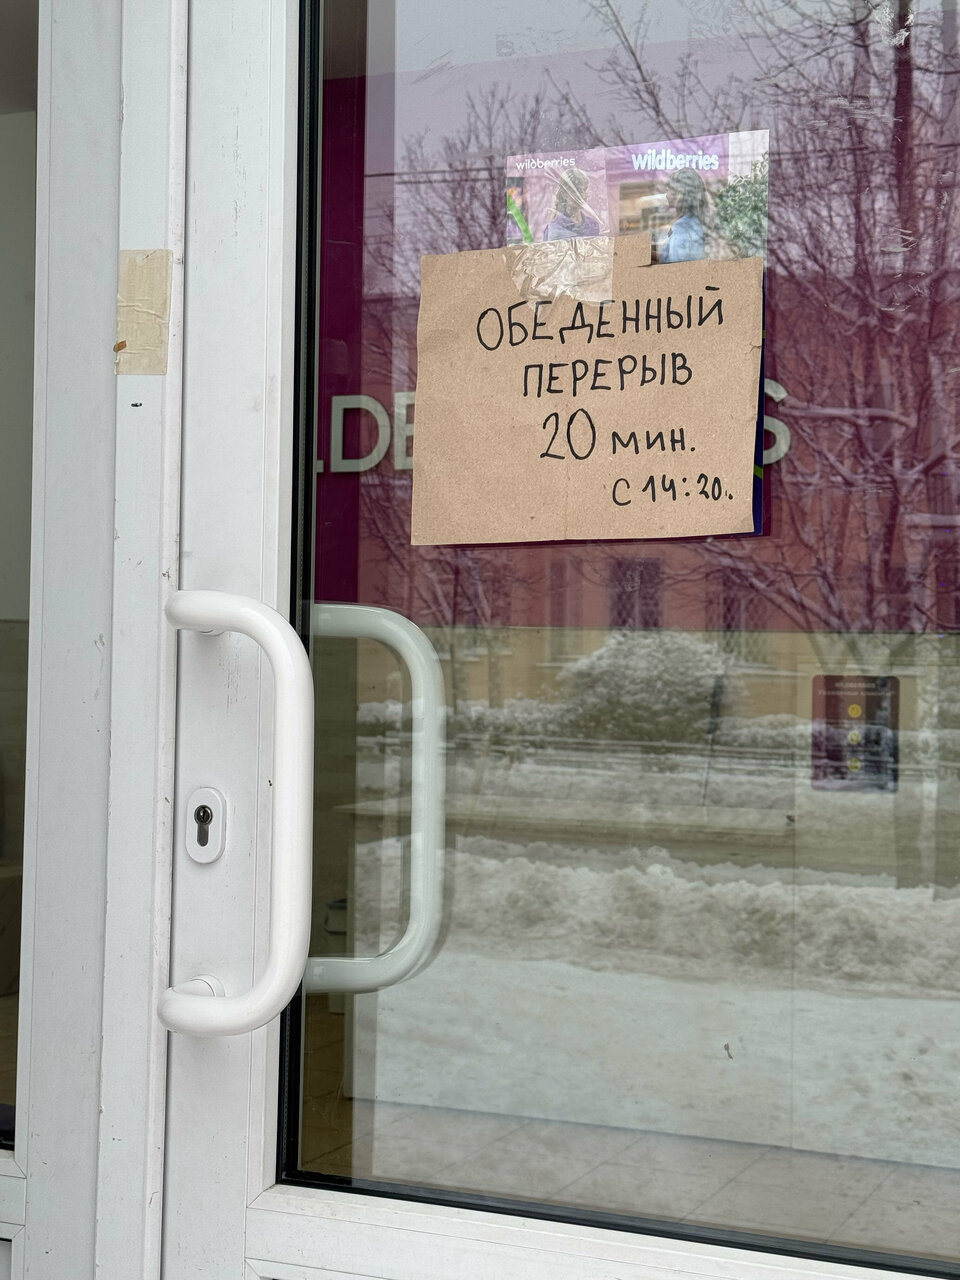 wildberries
wildberries
ОБЕДЕННЫЙ
ПЕРЕРЫВ
20 мин.
с 14:20.